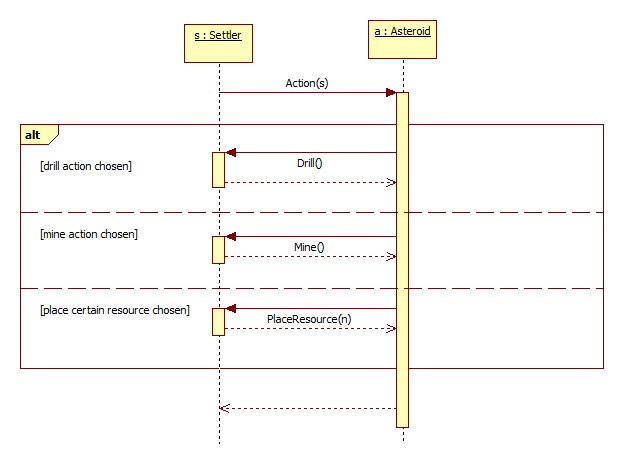 s : Settler
a : Asteroid
Action(s)
alt
Drill()
[drill action chosen]
[mine action chosen]
Mine()
[place certain resource chosen]
PlaceResource(n)